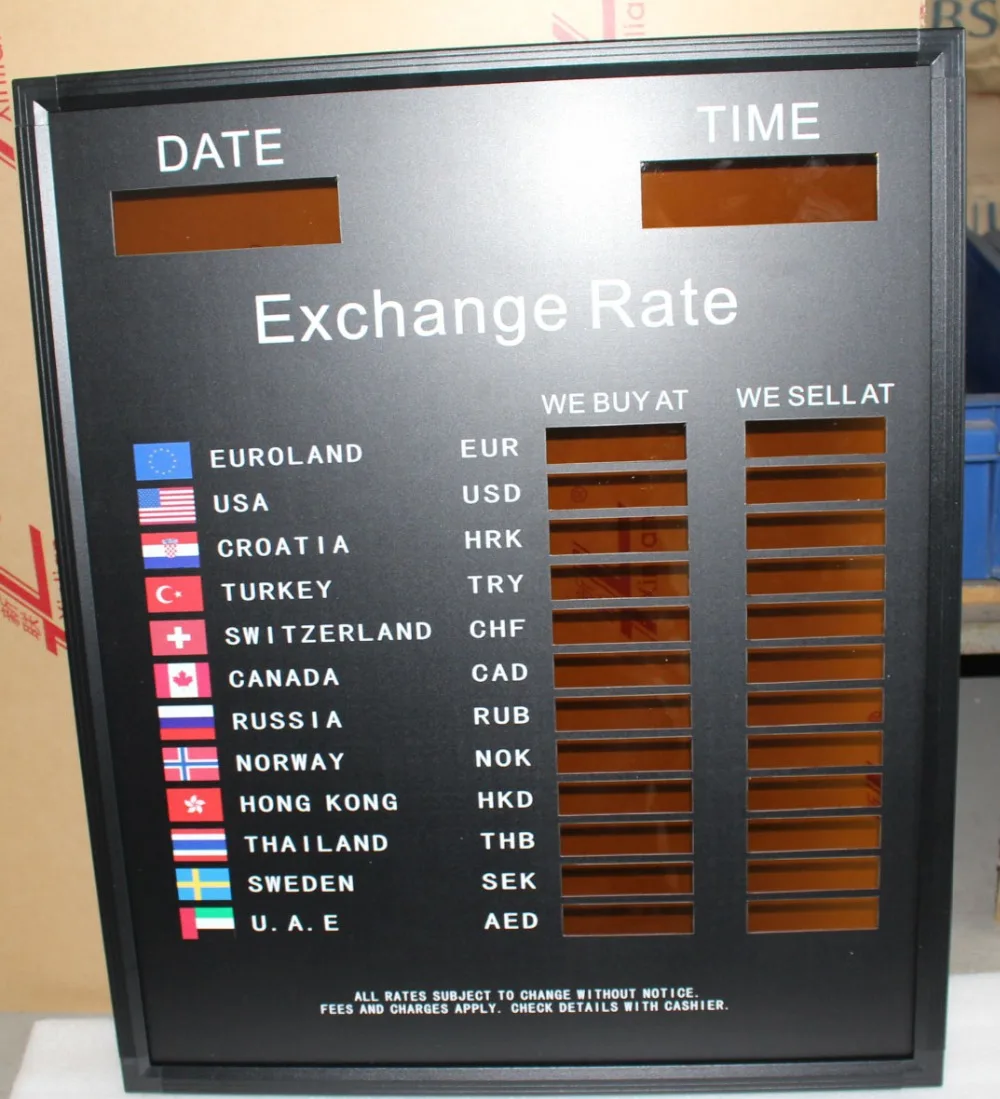 DATE
TIME
Exchange Rate
WE BUY AT
WE SELL AT
EUROLAND EUR
USA USD
CROATIA HRK
TURKEY TRY
SWITZERLAND CHF
CANADA CAD
RUSSIA RUB
NORWAY NOK
HONG KONG HKD
THAILAND THB
SWEDEN SEK
U.A.E AED
ALL RATES SUBJECT TO CHANGE WITHOUT NOTICE.
FEES AND CHARGES APPLY. CHECK DETAILS WITH CASHIER.